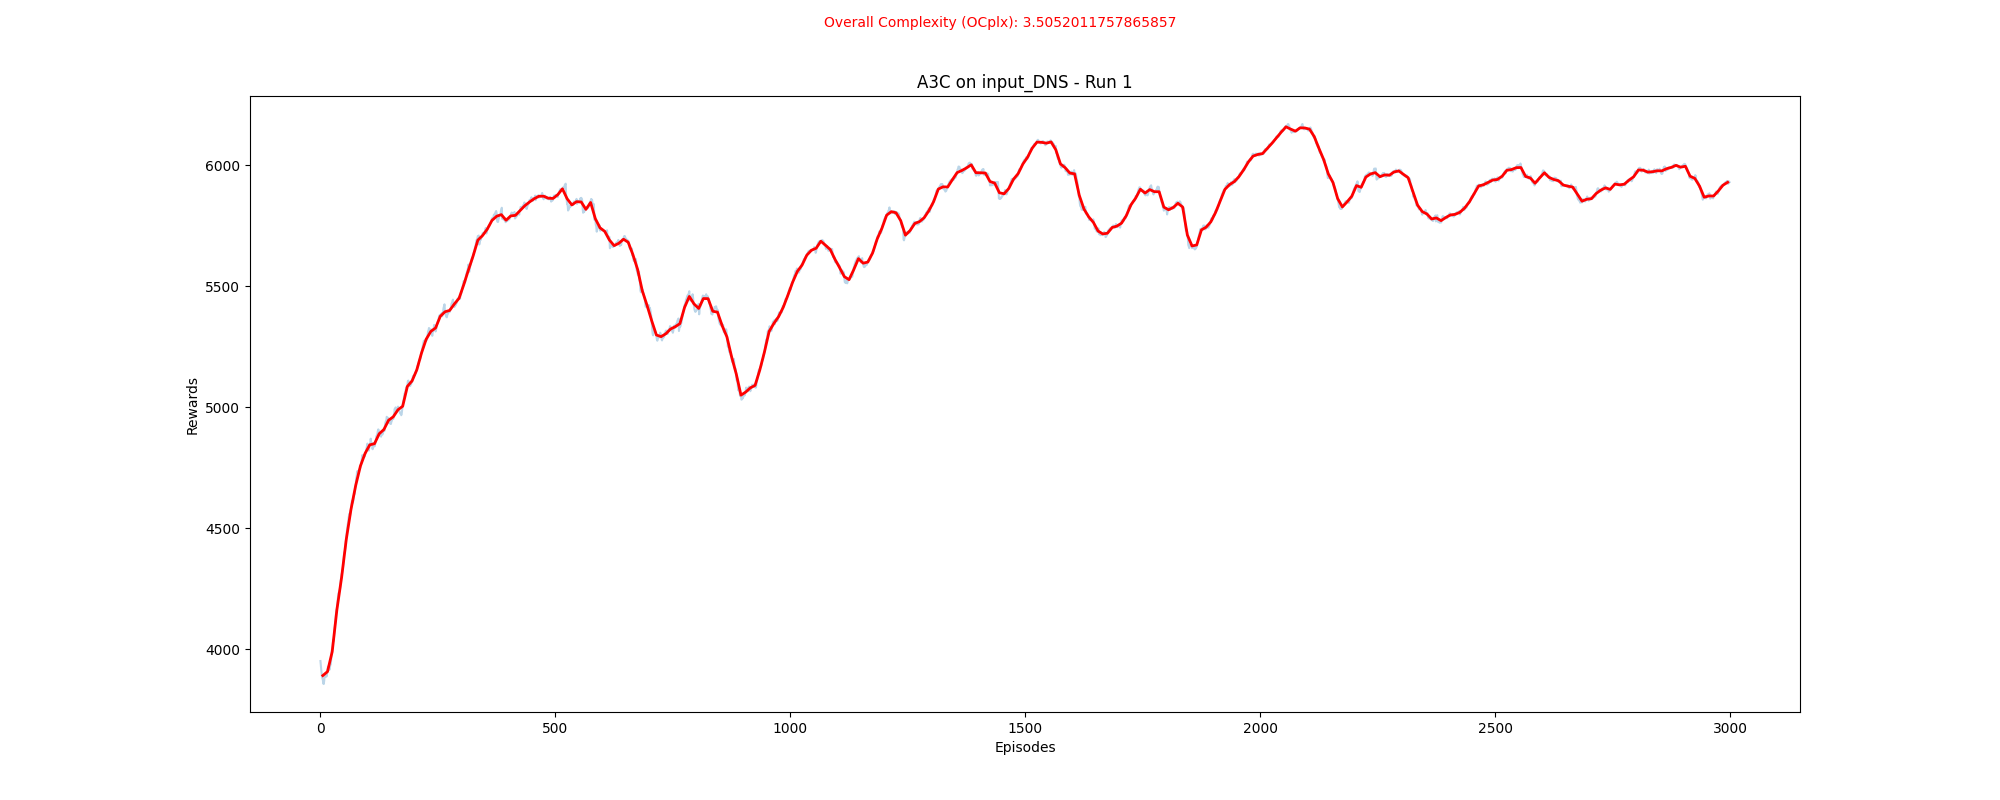 Overall Complexity (OCplx): 3.5052011757865857
A3C on input_DNS - Run 1
Rewards
6000
5500
5000
4500
4000
0 500 1000 1500 2000 2500 3000
Episodes